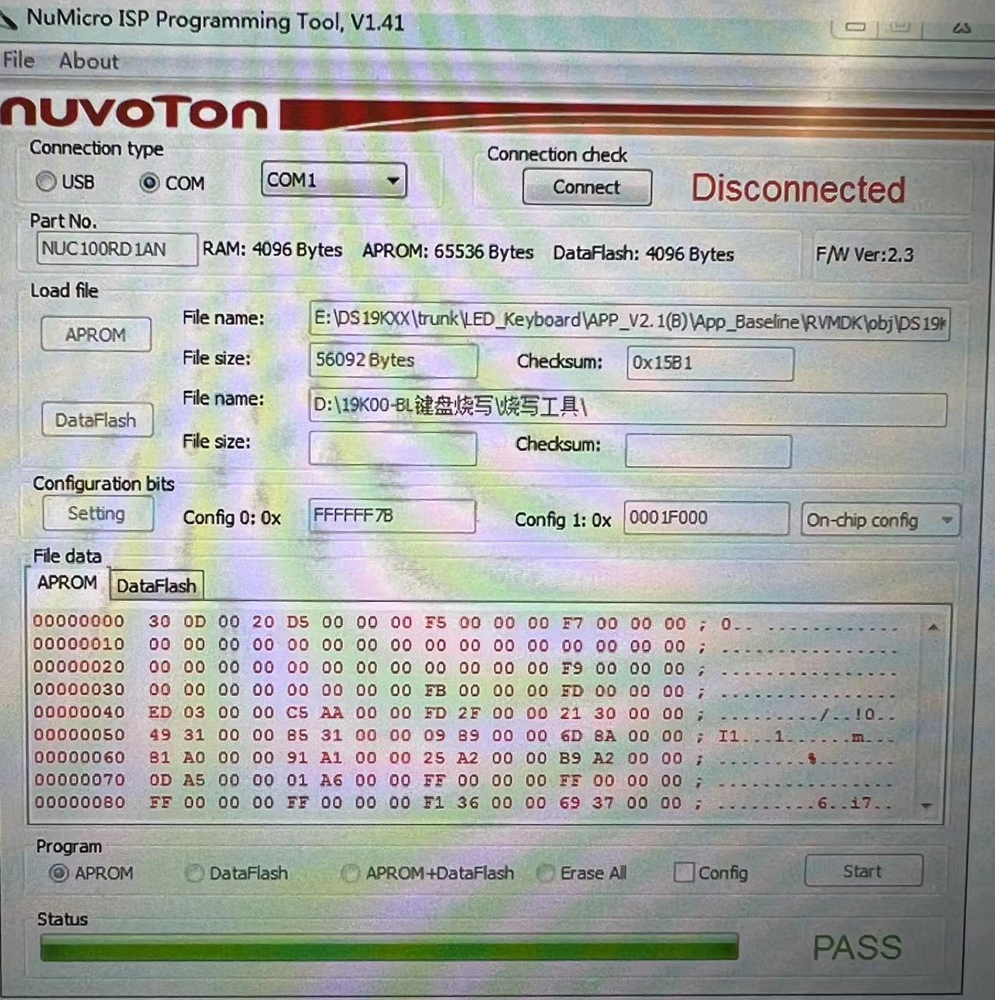 NuMicro ISP Programming Tool, V1.41
File About
nuvoTon
Connection type
Connection check
USB COM COM1 Connect Disconnected
Part No.
NUC100RD1AN RAM: 4096 Bytes APROM: 65536 Bytes DataFlash: 4096 Bytes F/W Ver:2.3
Load file
APROM File name: E:\DS19KXX\trunk\LED_Keyboard\APP_V2.1(B)\App_Baseline\RVMDK\obj\DS19K
File size: 56092 Bytes Checksum: 0x15B1
DataFlash File name: D:\19K00-BL键盘烧写\烧写工具\
File size: Checksum:
Configuration bits
Setting Config 0: 0x FFFFFF7B Config 1: 0x 0001F000 On-chip config
File data
APROM DataFlash
00000000 30 0D 00 20 D5 00 00 00 F5 00 00 00 F7 00 00 00 ; 0.. ............
00000010 00 00 00 00 00 00 00 00 00 00 00 00 00 00 00 00 ; ................
00000020 00 00 00 00 00 00 00 00 00 00 00 00 F9 00 00 00 ; ................
00000030 00 00 00 00 00 00 00 00 FB 00 00 00 FD 00 00 00 ; ................
00000040 ED 03 00 00 C5 AA 00 00 FD 2F 00 00 21 30 00 00 ; ........./..!0..
00000050 49 31 00 00 85 31 00 00 09 89 00 00 6D 8A 00 00 ; I1...1......m...
00000060 81 A0 00 00 91 A1 00 00 25 A2 00 00 B9 A2 00 00 ; ........%.......
00000070 0D A5 00 00 01 A6 00 00 FF 00 00 00 FF 00 00 00 ; ................
00000080 FF 00 00 00 FF 00 00 00 F1 36 00 00 69 37 00 00 ; .........6..i7..
Program
APROM DataFlash APROM+DataFlash Erase All Config Start
Status
PASS